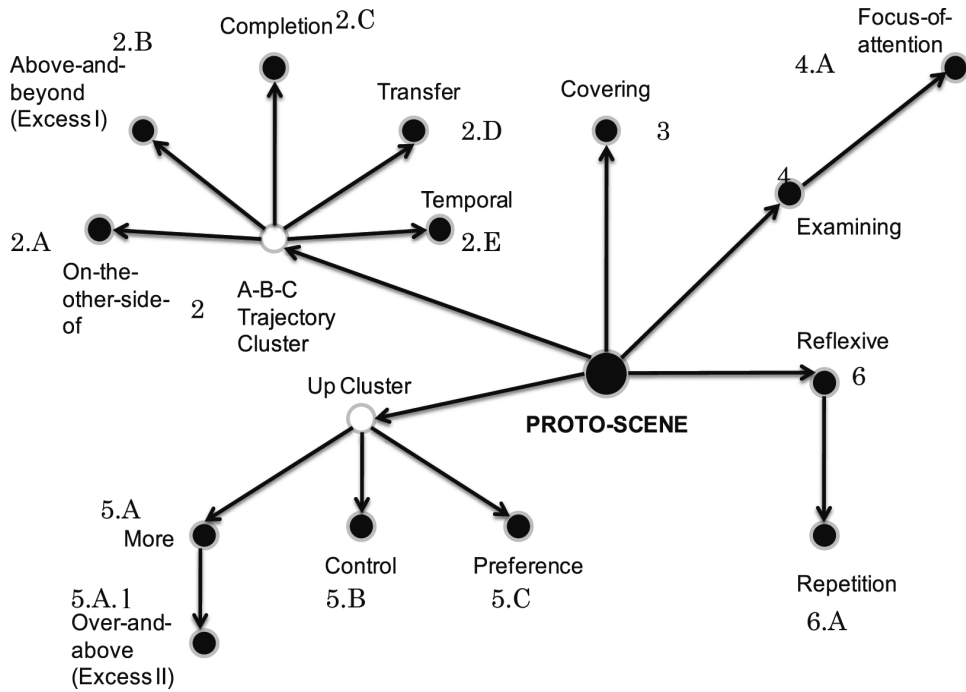 Completion 2.C
2.B
Above-and-
beyond
(Excess I)
Transfer
2.D
Temporal
2.E
2.A
On-the-
other-side-
of
2
A-B-C
Trajectory
Cluster
Covering
3
Focus-of-
attention
4.A
4
Examining
Reflexive
6
PROTO-SCENE
Up Cluster
5.A
More
5.A.1
Over-and-
above
(Excess II)
Control
5.B
Preference
5.C
Repetition
6.A